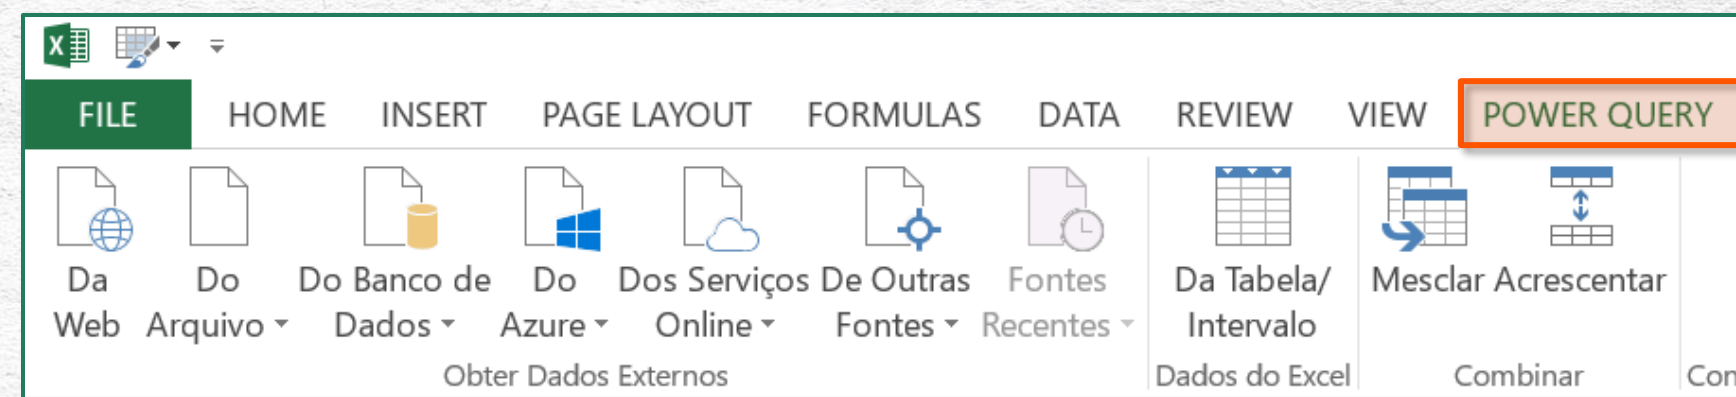 FILE HOME INSERT PAGE LAYOUT FORMULAS DATA REVIEW VIEW POWER QUERY
Da Web
Do Arquivo
Do Banco de Dados
Do Azure
Dos Serviços Online
De Outras Fontes
Fontes Recentes
Obter Dados Externos
Da Tabela/ Intervalo
Dados do Excel
Mesclar
Acrescentar
Combinar